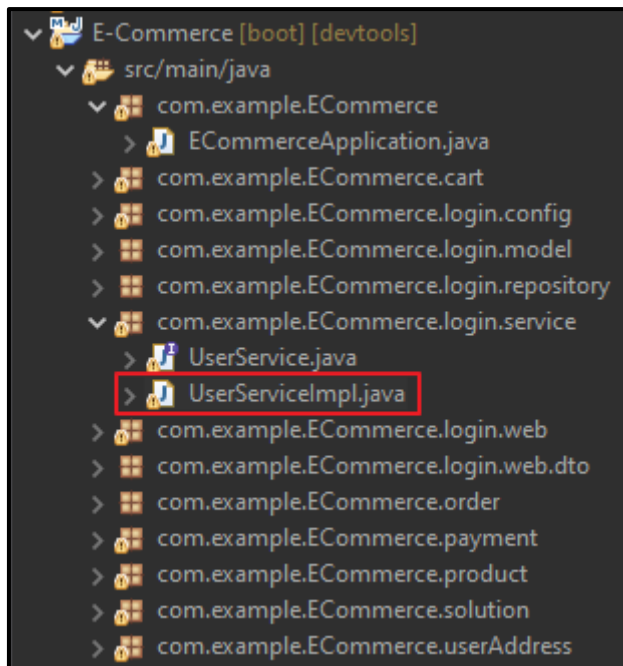 E-Commerce [boot] [devtools]
src/main/java
com.example.ECommerce
ECommerceApplication.java
com.example.ECommerce.cart
com.example.ECommerce.login.config
com.example.ECommerce.login.model
com.example.ECommerce.login.repository
com.example.ECommerce.login.service
UserService.java
UserServiceImpl.java
com.example.ECommerce.login.web
com.example.ECommerce.login.web.dto
com.example.ECommerce.order
com.example.ECommerce.payment
com.example.ECommerce.product
com.example.ECommerce.solution
com.example.ECommerce.userAddress